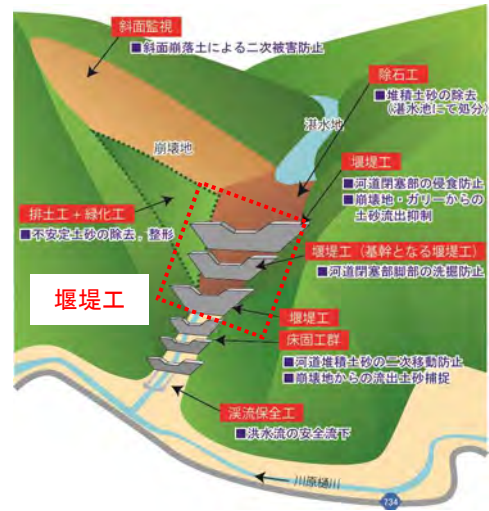 斜面監視
■斜面崩落土による二次被害防止
除石工
■堆積土砂の除去
(湛水池にて処分)
湛水地
崩壊地
堰堤工
■河道閉塞部の侵食防止
■崩壊地・ガリーからの
土砂流出抑制
排土工+緑化工
■不安定土砂の除去、整形
堰堤工(基幹となる堰堤工)
■河道閉塞部脚部の洗掘防止
堰堤工
堰堤工
床固工群
■河道堆積土砂の二次移動防止
■崩壊地からの流出土砂捕捉
渓流保全工
■洪水流の安全流下
川原樋川
734